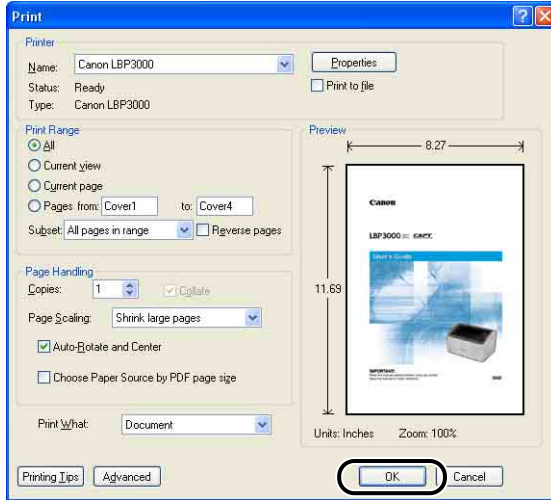 Print
Printer
Name: Canon LBP3000 Properties
Status: Ready Print to file
Type: Canon LBP3000
Print Range
All
Current view
Current page
Pages from: Cover1 to: Cover4
Subset: All pages in range Reverse pages
Page Handling
Copies: 1 Collate
Page Scaling: Shrink large pages
Auto-Rotate and Center
Choose Paper Source by PDF page size
Print What: Document
Preview
8.27
11.69
Canon
LBP3000
User's Guide
IMPORTANT:
Units: Inches Zoom: 100%
Printing Tips Advanced OK Cancel